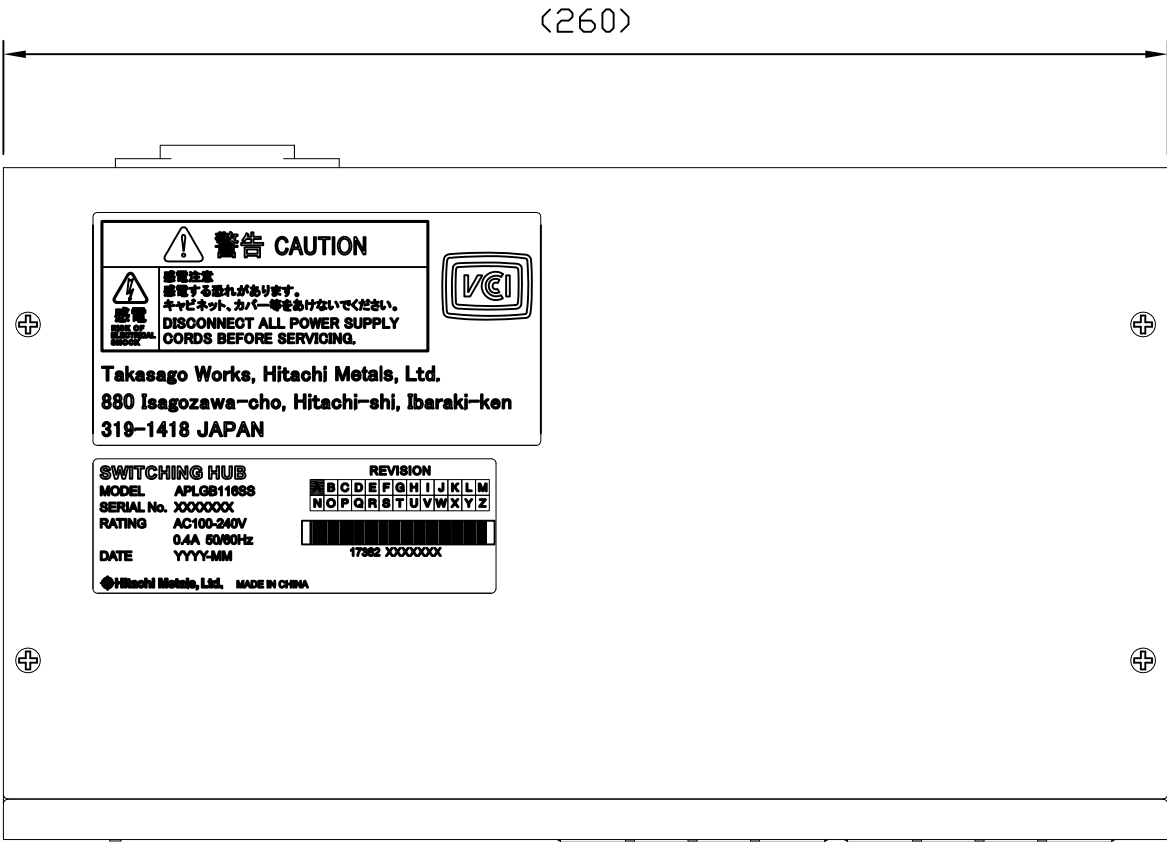 (260)
警告 CAUTION
感電
RISK OF
ELECTRICAL
SHOCK
感電注意
感電する恐れがあります。
キャビネット、カバー等をあけないでください。
DISCONNECT ALL POWER SUPPLY
CORDS BEFORE SERVICING.
VCI
Takasago Works, Hitachi Metals, Ltd.
880 Isagozawa-cho, Hitachi-shi, Ibaraki-ken
319-1418 JAPAN
SWITCHING HUB
MODEL APLGB116SS
SERIAL No. XXXXXXX
RATING AC100-240V
0.4A 50/60Hz
DATE YYYY-MM
Hitachi Metals, Ltd. MADE IN CHINA
REVISION
A B C D E F G H I J K L M
N O P Q R S T U V W X Y Z
17382 XXXXXXX